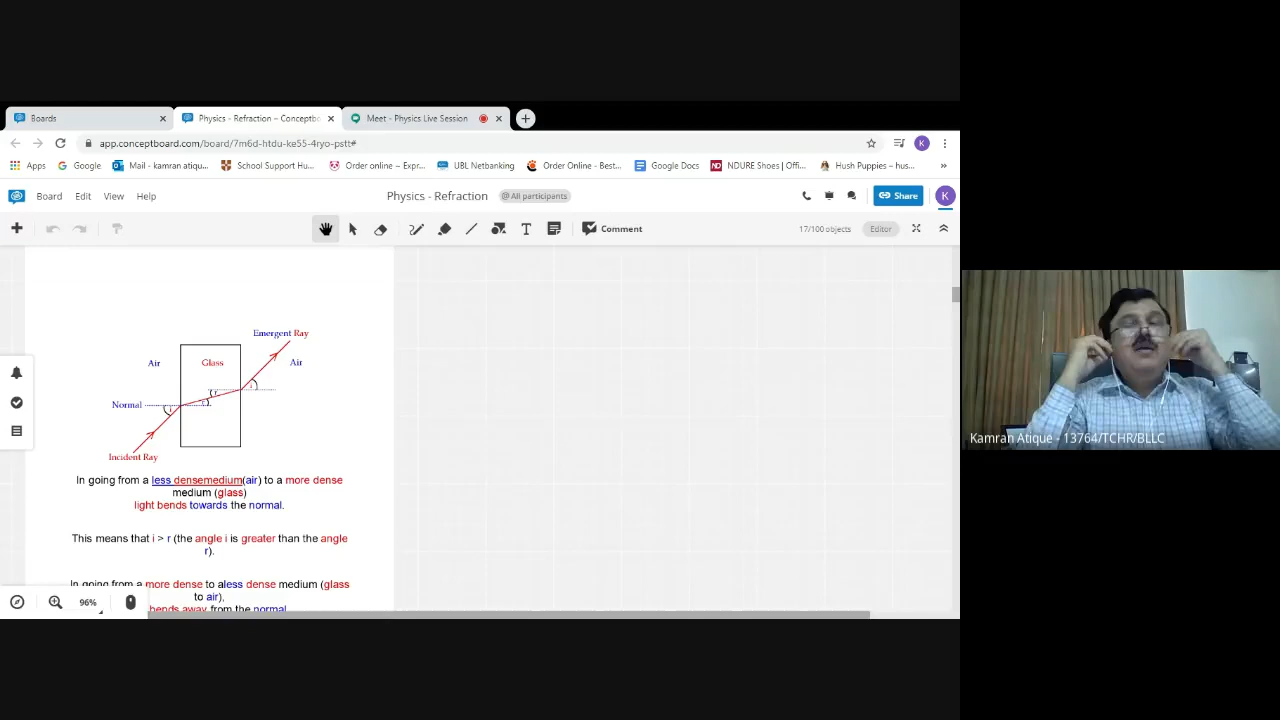 Boards
Physics - Refraction – Conceptbo
Meet - Physics Live Session
app.conceptboard.com/board/7m6d-htdu-ke55-4ryo-pstt#
K
Apps
Google
Mail - kamran atiqu...
School Support Hu...
Order online – Expr...
UBL Netbanking
Order Online - Best...
Google Docs
NDURE Shoes | Offi...
Hush Puppies – hus...
»
Board
Edit
View
Help
Physics - Refraction
@ All participants
Share
K
T
Comment
17/100 objects
Editor
Emergent Ray
Air
Glass
Air
Normal
i
r
Incident Ray
In going from a less densemedium(air) to a more dense
medium (glass)
light bends towards the normal.
This means that i > r (the angle i is greater than the angle
r).
In going from a more dense to aless dense medium (glass
to air),
bends away from the normal
96%
Kamran Atique - 13764/TCHR/BLLC